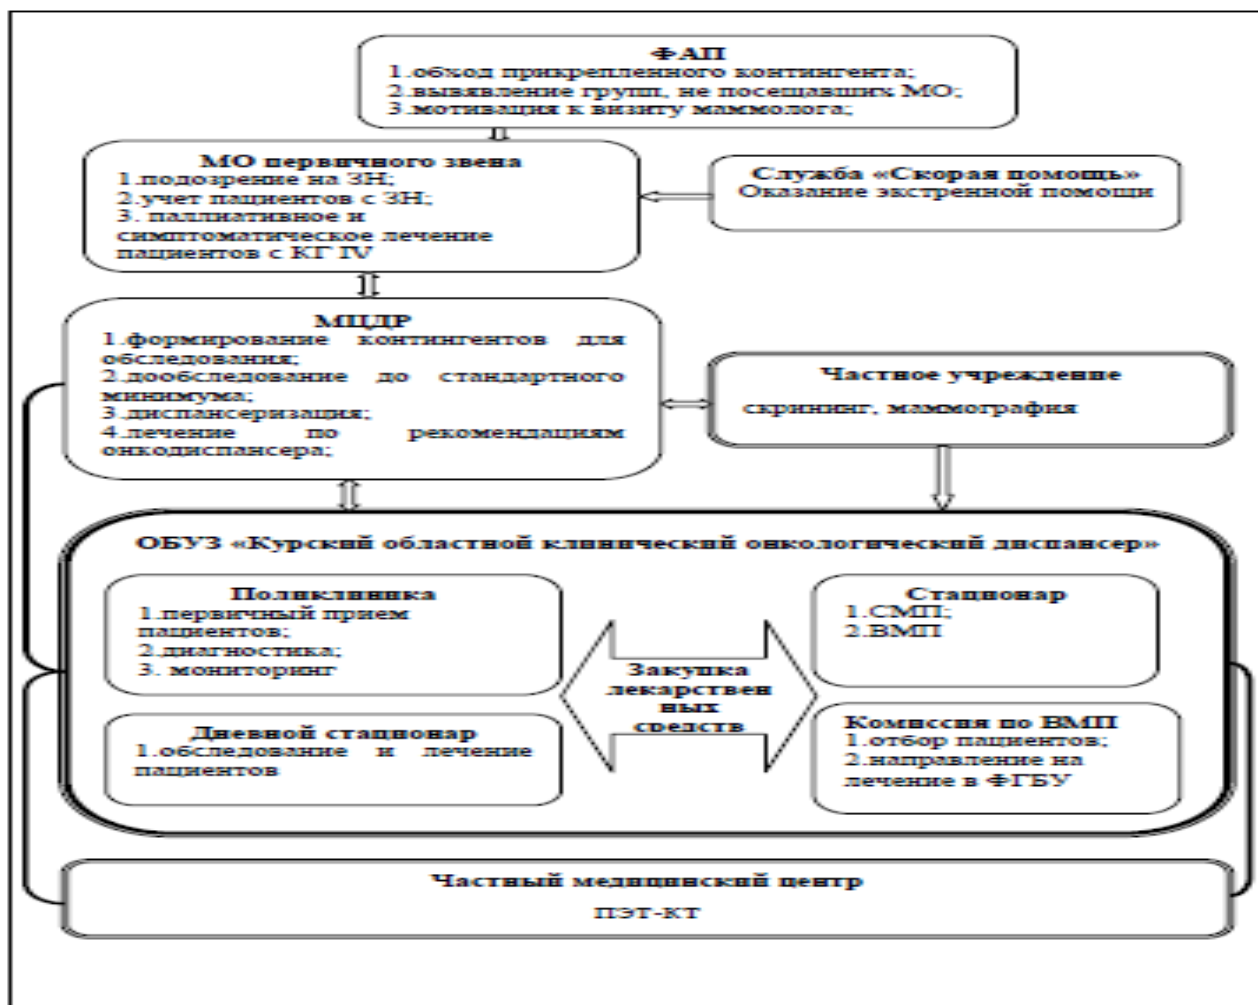 ФАП
1.обход прикрепленного контингента;
2.вывявление групп, не посещавших МО;
3.мотивация к визиту маммолога;
МО первичного звена
1.подозрение на ЗН;
2.учет пациентов с ЗН;
3. паллиативное и
симптоматическое лечение
пациентов с КГ IV
Служба «Скорая помощь»
Оказание экстренной помощи
МЦДР
1.формирование контингентов для
обследования;
2.дообследование до стандартного
минимума;
3.диспансеризация;
4.лечение по рекомендациям
онкодиспансера;
Частное учреждение
скрининг, маммография
ОБУЗ «Курский областной клинический онкологический диспансер»
Поликлиника
1.первичный прием
пациентов;
2.диагностика;
3. мониторинг
Дневной стационар
1.обследование и лечение
пациентов
Закупка
лекарствен
ных
средств
Стационар
1.СМП;
2.ВМП
Комиссия по ВМП
1.отбор пациентов;
2.направление на
лечение в ФГБУ
Частный медицинский центр
ПЭТ-КТ